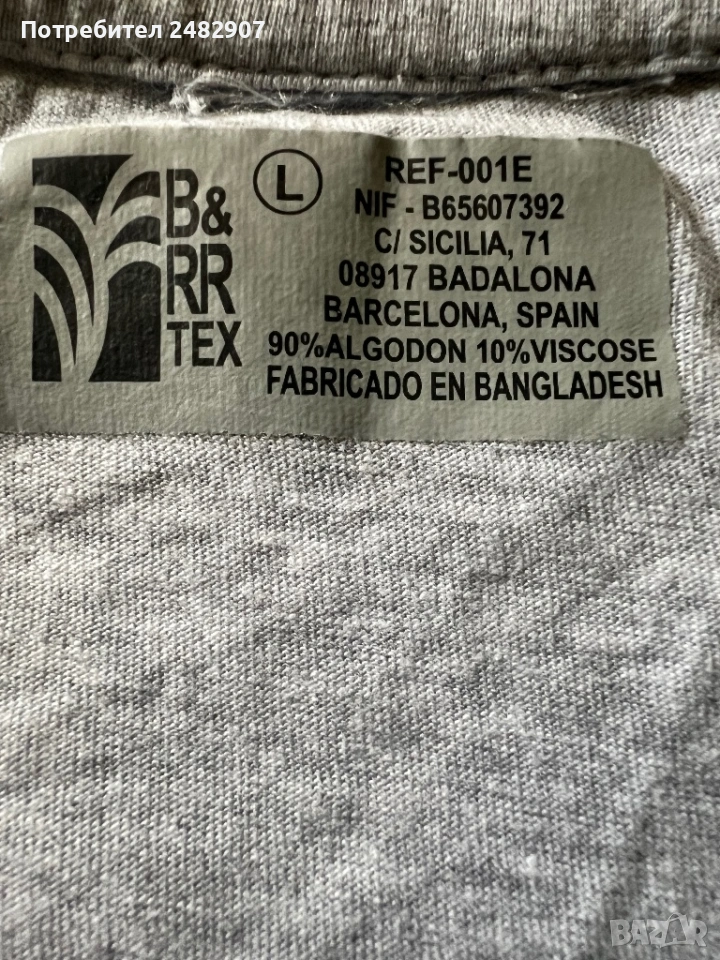 Потребител 2482907
B&
RR
TEX
L
REF-001E
NIF - B65607392
C/ SICILIA, 71
08917 BADALONA
BARCELONA, SPAIN
90%ALGODON 10%VISCOSE
FABRICADO EN BANGLADESH
BAZAR